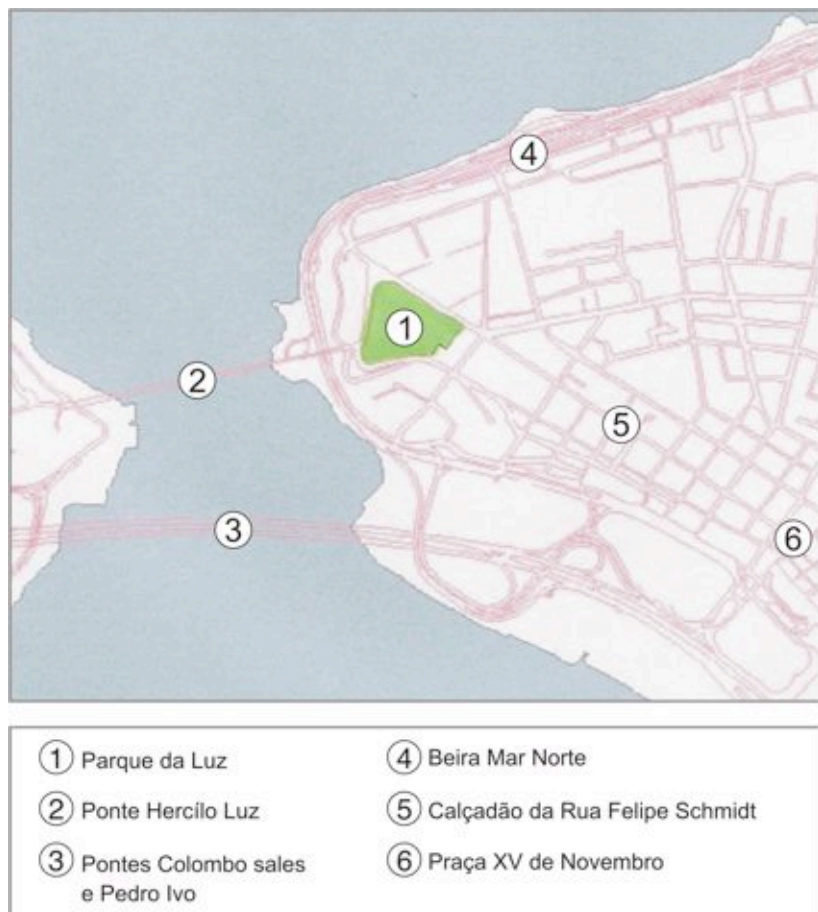 4
1
2
5
3
6
1 Parque da Luz
2 Ponte Hercílo Luz
3 Pontes Colombo sales
e Pedro Ivo
4 Beira Mar Norte
5 Calçadão da Rua Felipe Schmidt
6 Praça XV de Novembro